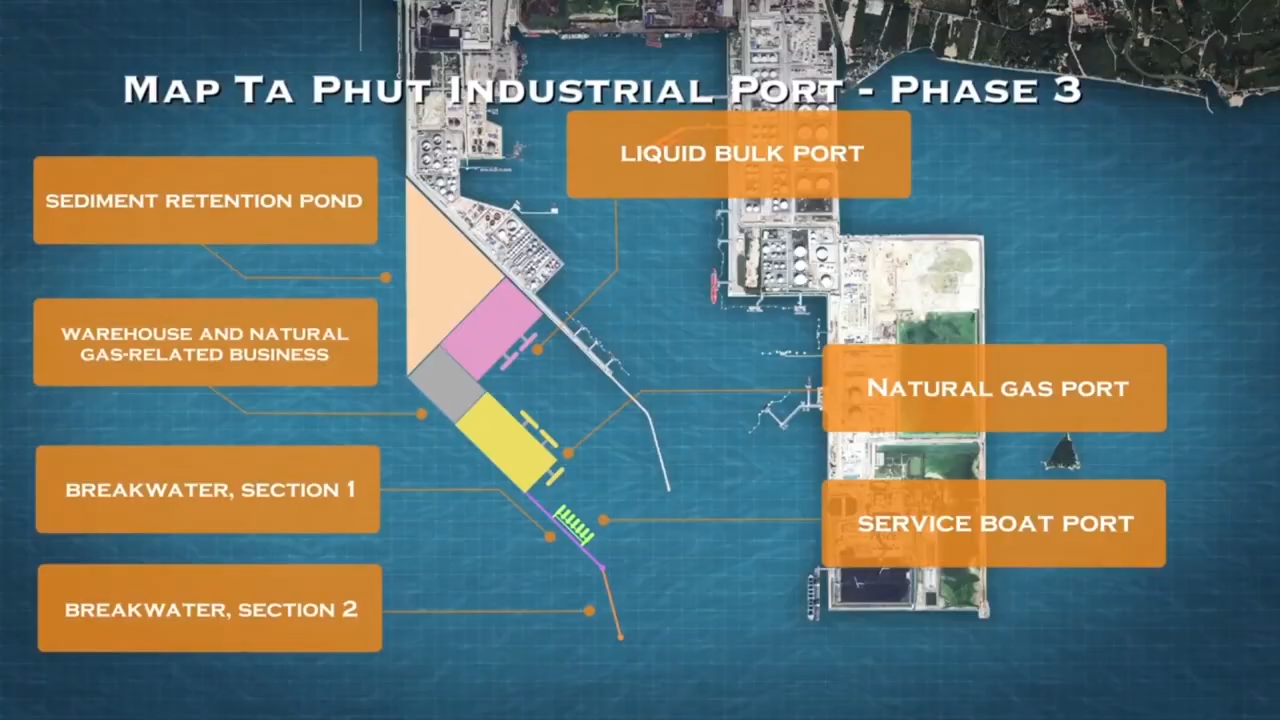 Map Ta Phut Industrial Port - Phase 3
LIQUID BULK PORT
SEDIMENT RETENTION POND
WAREHOUSE AND NATURAL
GAS-RELATED BUSINESS
NATURAL GAS PORT
BREAKWATER, SECTION 1
SERVICE BOAT PORT
BREAKWATER, SECTION 2